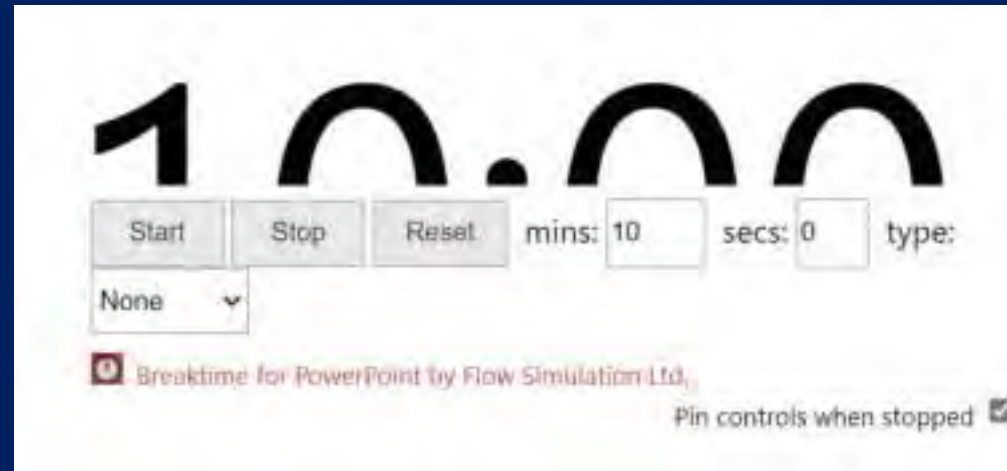 10:00
Start Stop Reset mins: 10 secs: 0 type:
None
Breaktime for PowerPoint by Flow Simulation Ltd.
Pin controls when stopped